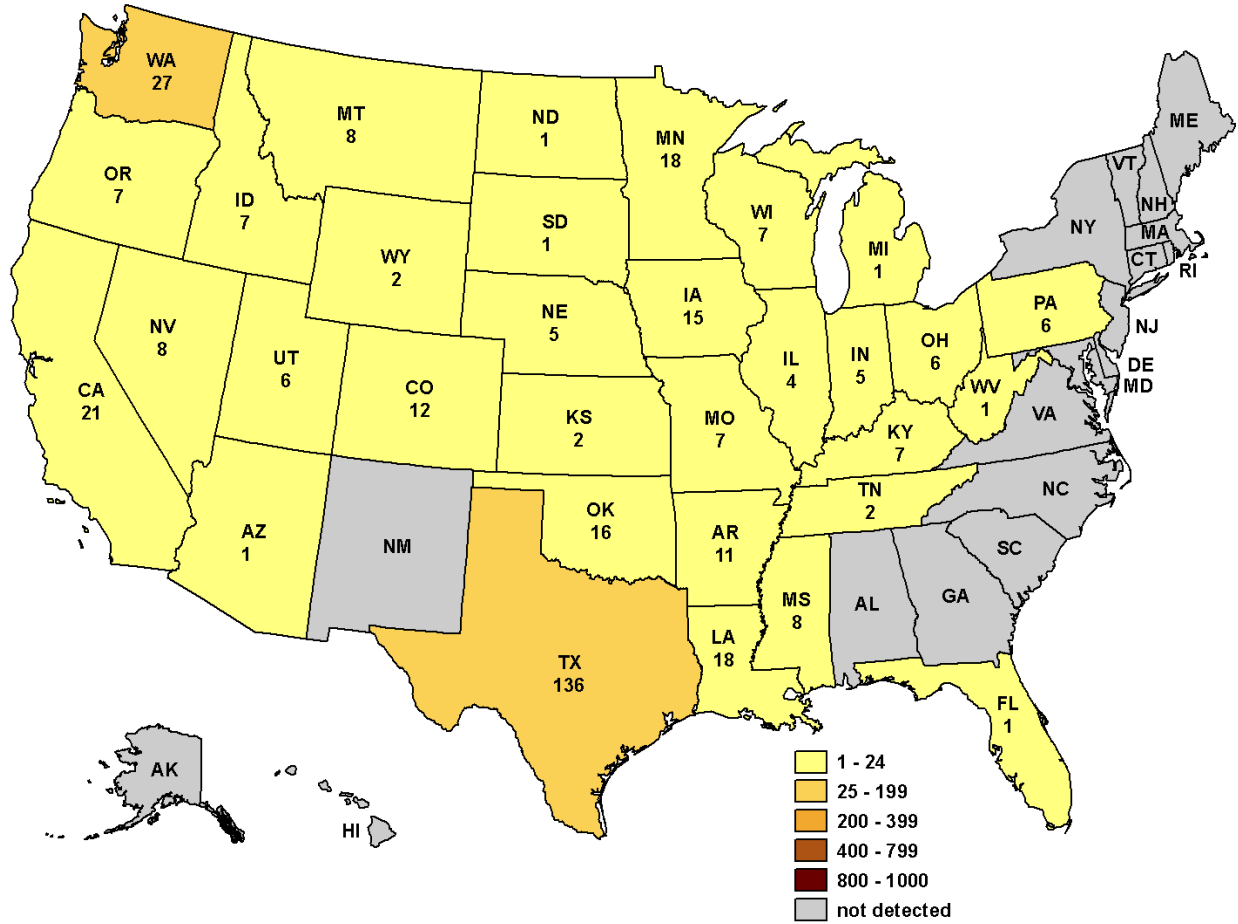 WA
27
MT
8
ND
1
MN
18
ME
VT
NH
OR
7
ID
7
SD
1
WI
7
MI
1
NY
MA
CT
RI
WY
2
IA
15
NE
5
PA
6
NJ
NV
8
UT
6
CO
12
IL
4
IN
5
OH
6
DE
MD
CA
21
KS
2
MO
7
WV
1
VA
KY
7
TN
2
NC
AZ
1
NM
OK
16
AR
11
SC
MS
8
AL
GA
TX
136
LA
18
FL
1
AK
HI
1 - 24
25 - 199
200 - 399
400 - 799
800 - 1000
not detected